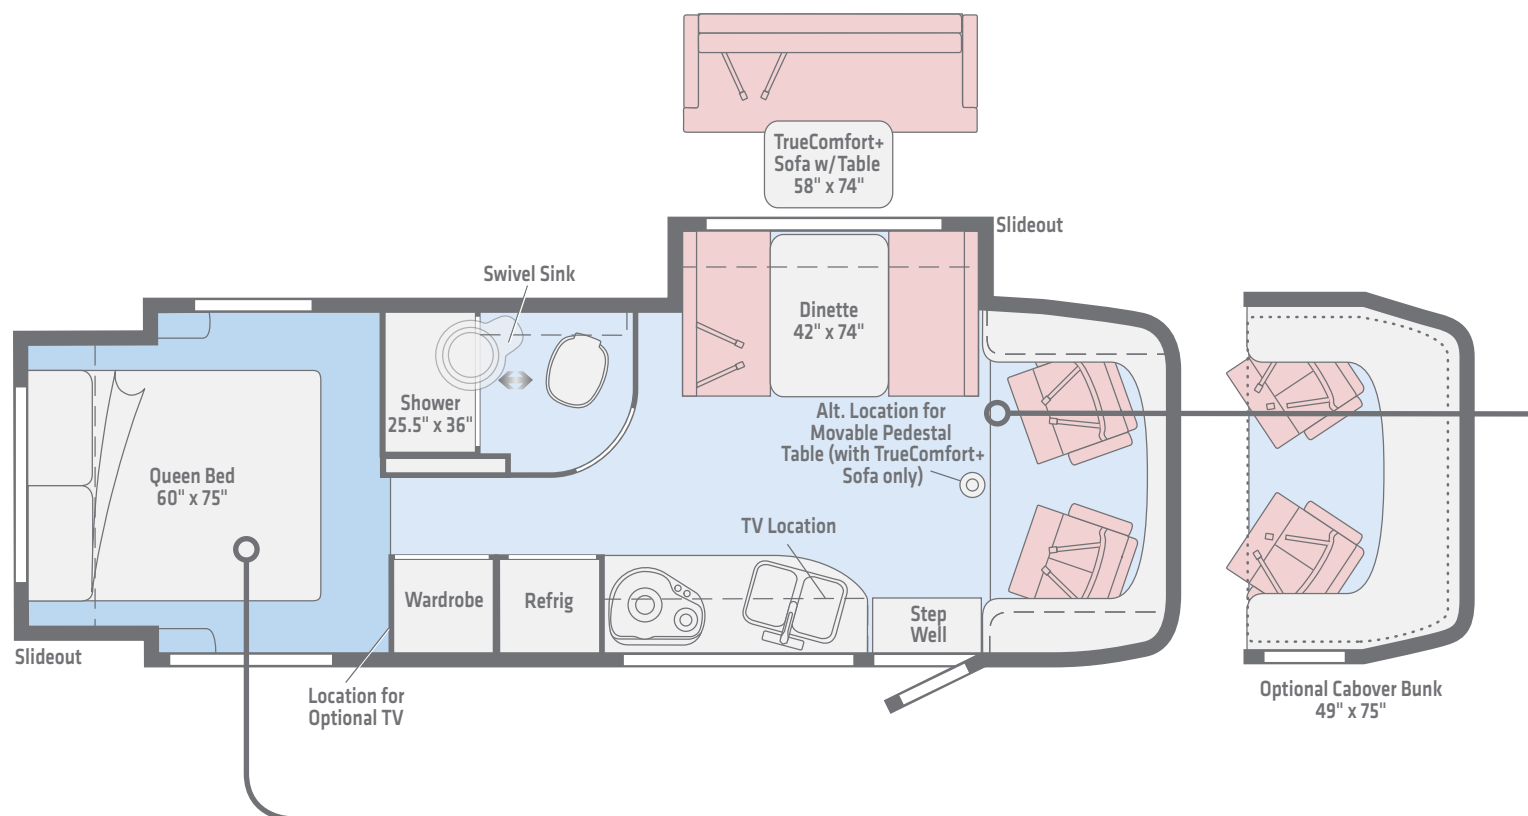 TrueComfort+
Sofa w/Table
58" x 74"
Slideout
Swivel Sink
Dinette
42" x 74"
Shower
25.5" x 36"
Alt. Location for
Movable Pedestal
Table (with TrueComfort+
Sofa only)
Queen Bed
60" x 75"
TV Location
Wardrobe
Refrig
Step
Well
Slideout
Location for
Optional TV
Optional Cabover Bunk
49" x 75"